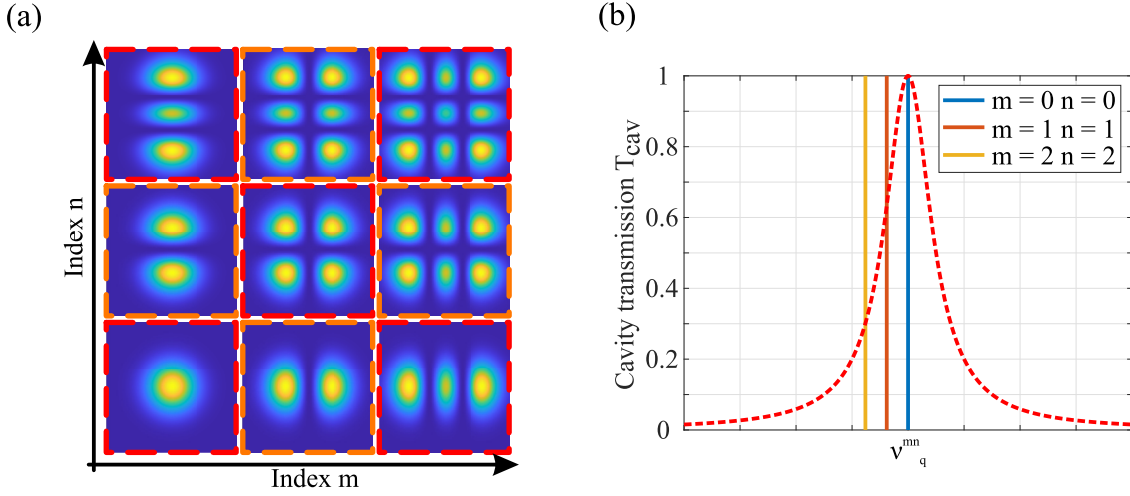 (a)
Index n
Index m
(b)
Cavity transmission T_cav
1
0.8
0.6
0.4
0.2
0
m = 0 n = 0
m = 1 n = 1
m = 2 n = 2
ν^mn_q